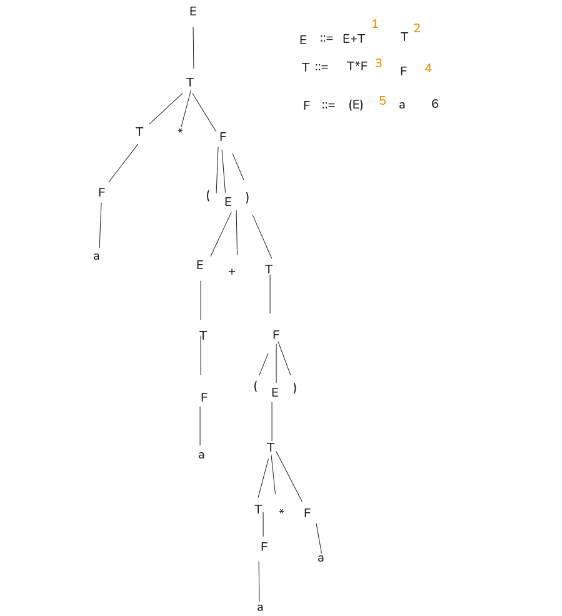 E
E ::= E+T 1 T 2
T ::= T*F 3 F 4
T
F ::= (E) 5 a 6
T * F
F ( E )
a
E + T
T F
( E )
F
T
a
T * F
F a
a